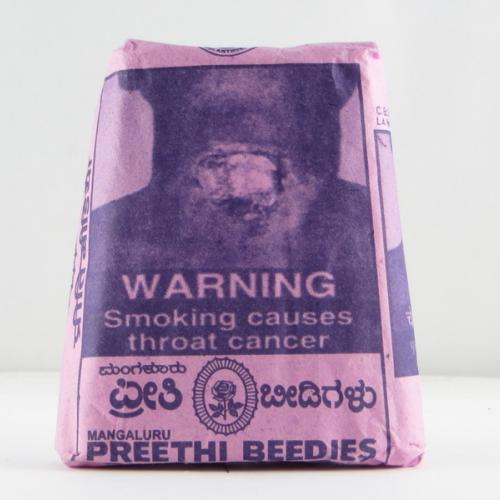 WARNING
Smoking causes
throat cancer
ಮಂಗಳೂರು
ಪ್ರೀತಿ ಬೀಡಿಗಳು
MANGALURU
PREETHI BEEDIES